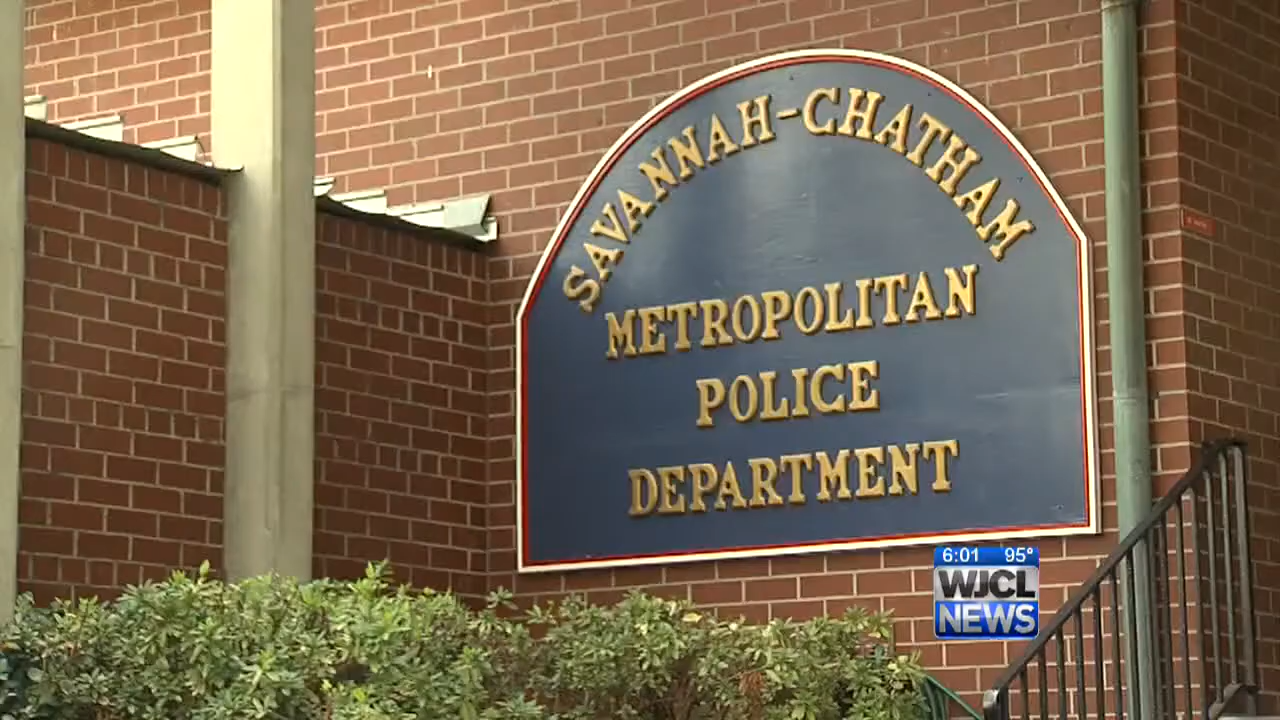 SAVANNAH-CHATHAM
METROPOLITAN
POLICE
DEPARTMENT
6:01 95°
WJCL
NEWS